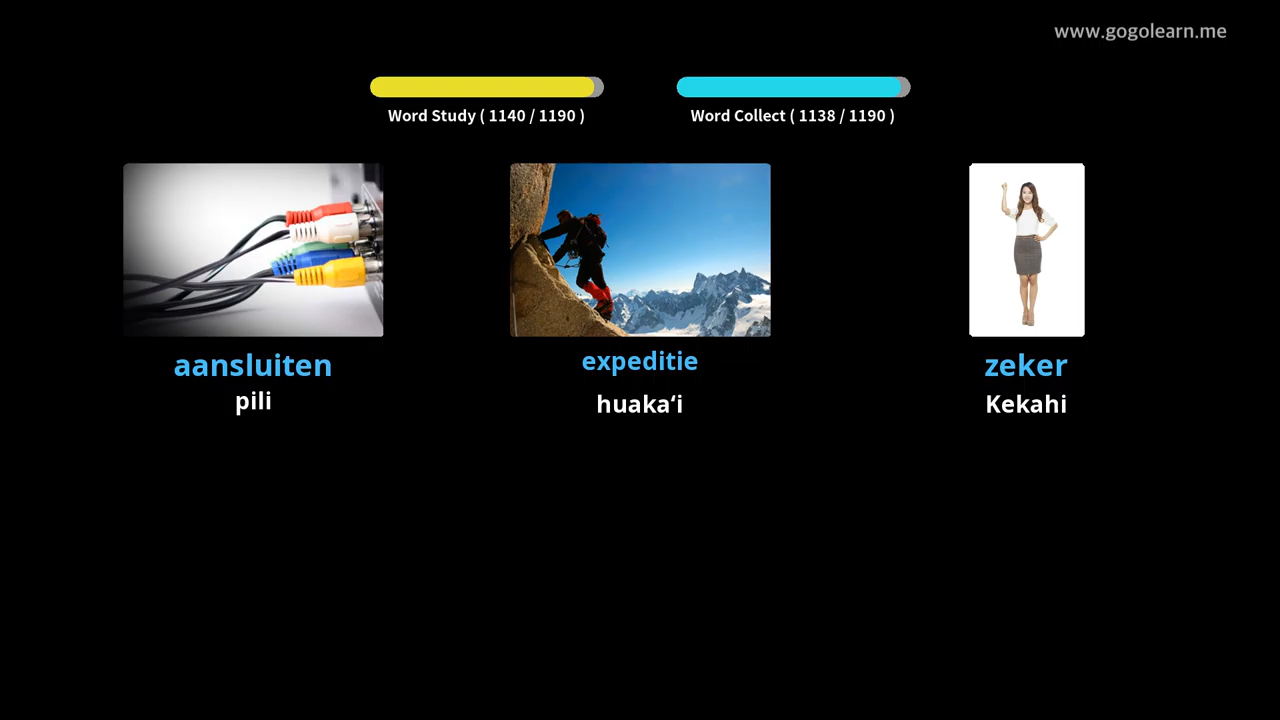 www.gogolearn.me
Word Study ( 1140 / 1190 )
Word Collect ( 1138 / 1190 )
aansluiten
expeditie
zeker
pili
huakaʻi
Kekahi